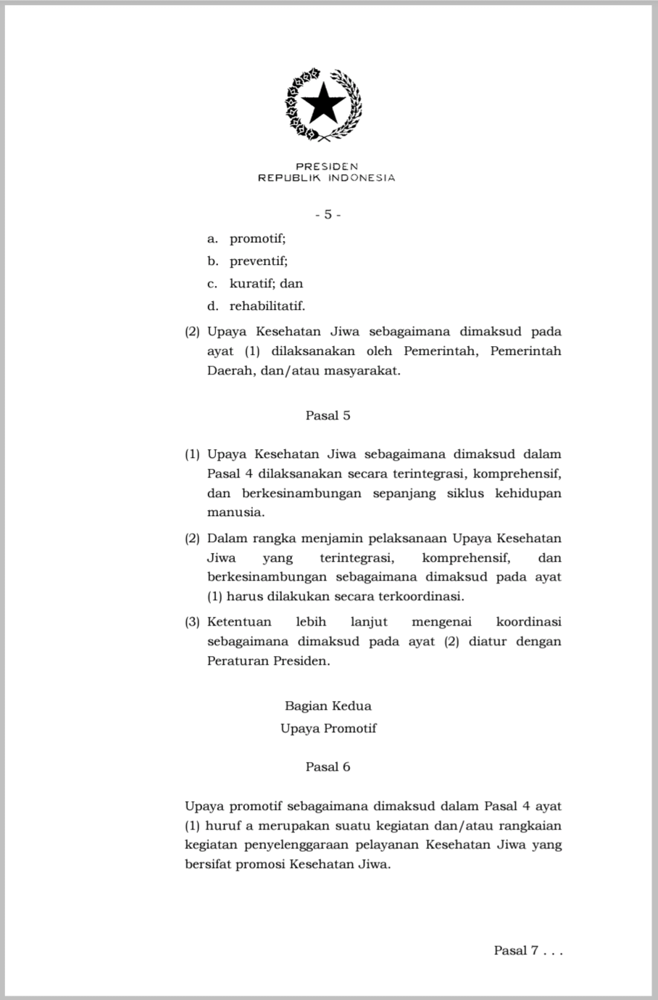 PRESIDEN
REPUBLIK INDONESIA
- 5 -
a. promotif;
b. preventif;
c. kuratif; dan
d. rehabilitatif.
(2) Upaya Kesehatan Jiwa sebagaimana dimaksud pada
ayat (1) dilaksanakan oleh Pemerintah, Pemerintah
Daerah, dan/atau masyarakat.
Pasal 5
(1) Upaya Kesehatan Jiwa sebagaimana dimaksud dalam
Pasal 4 dilaksanakan secara terintegrasi, komprehensif,
dan berkesinambungan sepanjang siklus kehidupan
manusia.
(2) Dalam rangka menjamin pelaksanaan Upaya Kesehatan
Jiwa yang terintegrasi, komprehensif, dan
berkesinambungan sebagaimana dimaksud pada ayat
(1) harus dilakukan secara terkoordinasi.
(3) Ketentuan lebih lanjut mengenai koordinasi
sebagaimana dimaksud pada ayat (2) diatur dengan
Peraturan Presiden.
Bagian Kedua
Upaya Promotif
Pasal 6
Upaya promotif sebagaimana dimaksud dalam Pasal 4 ayat
(1) huruf a merupakan suatu kegiatan dan/atau rangkaian
kegiatan penyelenggaraan pelayanan Kesehatan Jiwa yang
bersifat promosi Kesehatan Jiwa.
Pasal 7 . . .